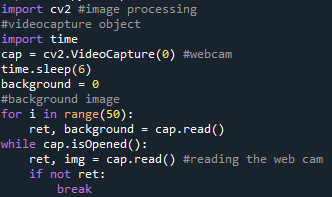 import cv2 #image processing
#videocapture object
import time
cap = cv2.VideoCapture(0) #webcam
time.sleep(6)
background = 0
#background image
for i in range(50):
    ret, background = cap.read()
while cap.isOpened():
    ret, img = cap.read() #reading the web cam
    if not ret:
        break